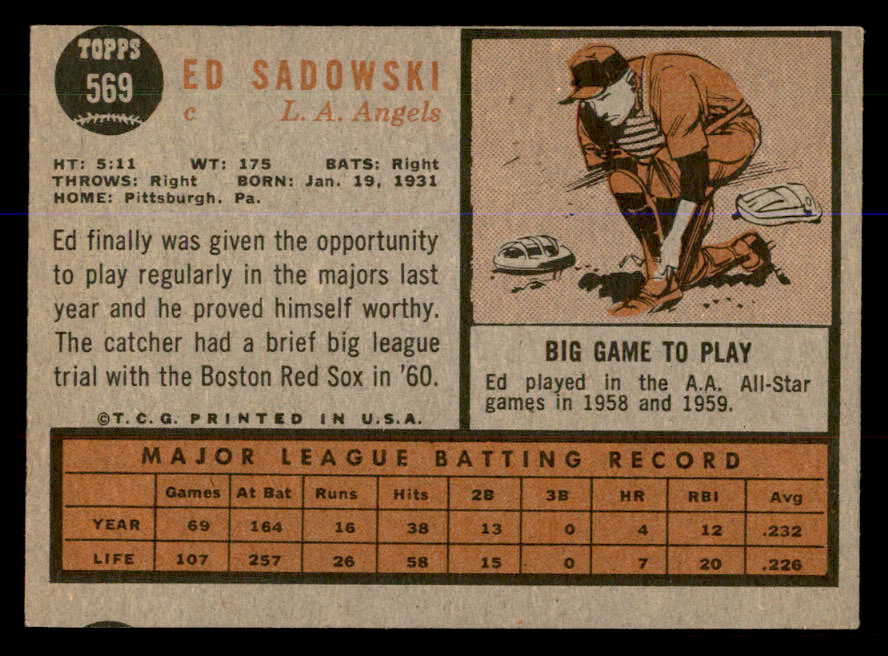 TOPPS
569
ED SADOWSKI
c L. A. Angels
HT: 5:11 WT: 175 BATS: Right
THROWS: Right BORN: Jan. 19, 1931
HOME: Pittsburgh, Pa.
Ed finally was given the opportunity
to play regularly in the majors last
year and he proved himself worthy.
The catcher had a brief big league
trial with the Boston Red Sox in '60.
©T.C.G. PRINTED IN U.S.A.
BIG GAME TO PLAY
Ed played in the A.A. All-Star
games in 1958 and 1959.
MAJOR LEAGUE BATTING RECORD
Games At Bat Runs Hits 2B 3B HR RBI Avg
YEAR 69 164 16 38 13 0 4 12 .232
LIFE 107 257 26 58 15 0 7 20 .226